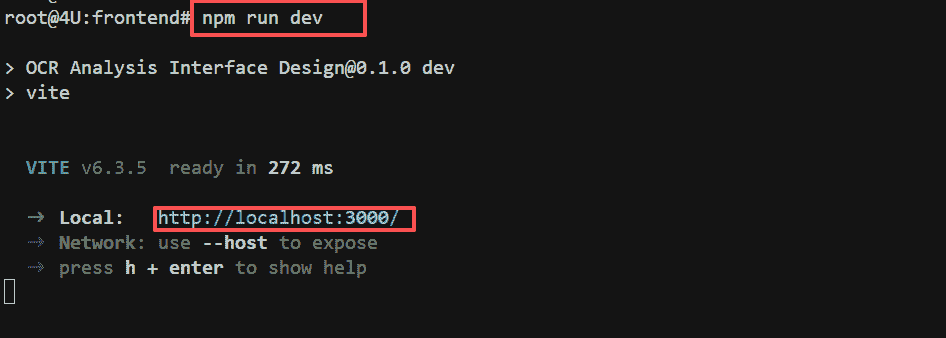 root@4U:frontend# npm run dev
> OCR Analysis Interface Design@0.1.0 dev
> vite
VITE v6.3.5 ready in 272 ms
→ Local: http://localhost:3000/
→ Network: use --host to expose
→ press h + enter to show help